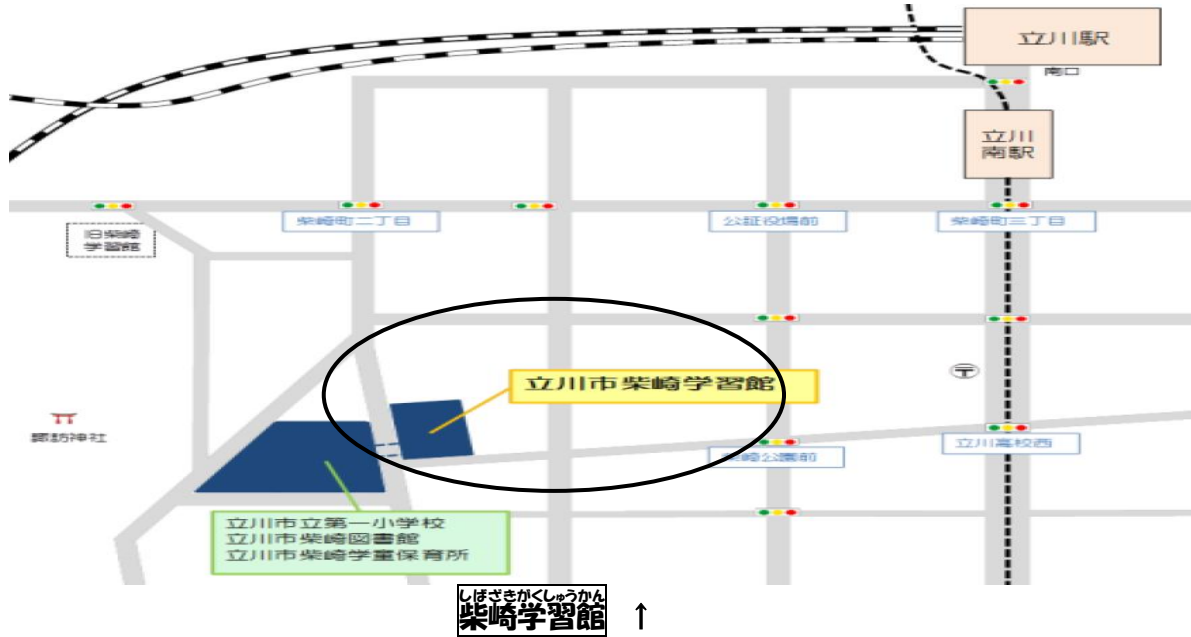 立川駅
南口
立川
南駅
柴崎町二丁目
公証役場前
柴崎町三丁目
旧柴崎
学習館
立川市柴崎学習館
〒
諏訪神社
柴崎公園前
立川高校西
立川市立第一小学校
立川市柴崎図書館
立川市柴崎学童保育所
しばざきがくしゅうかん
柴崎学習館 ↑